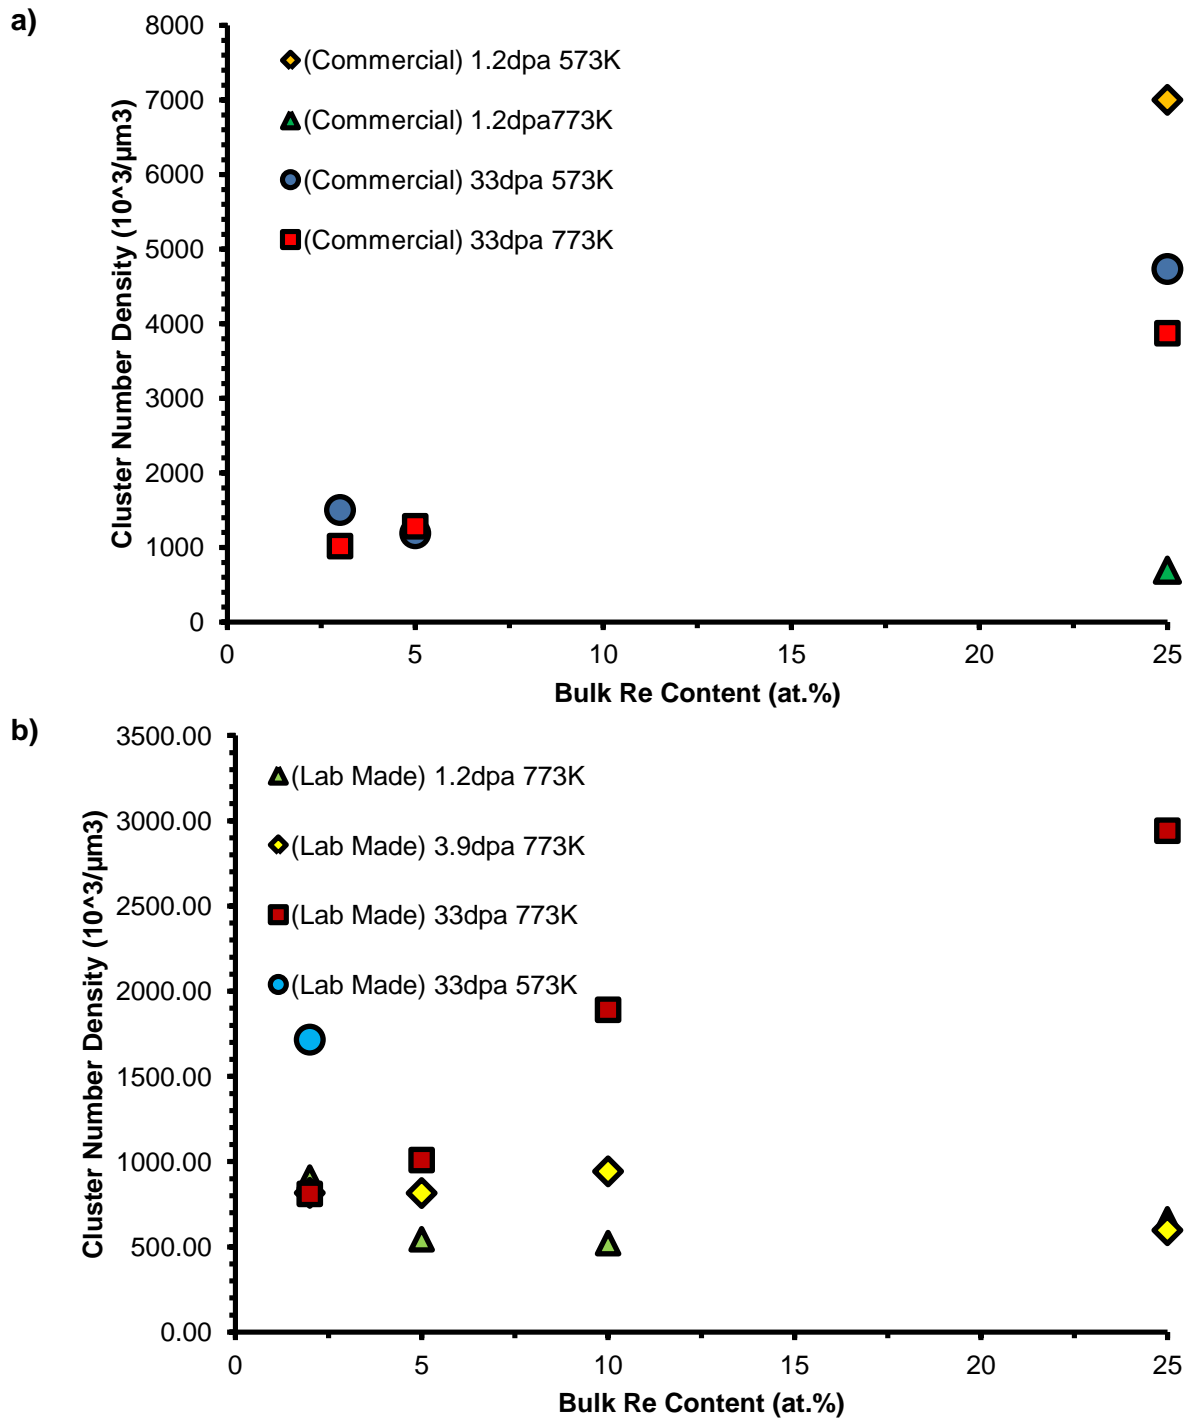 a)
8000
7000
6000
5000
4000
3000
2000
1000
0
Cluster Number Density (10^3/µm3)
(Commercial) 1.2dpa 573K
(Commercial) 1.2dpa773K
(Commercial) 33dpa 573K
(Commercial) 33dpa 773K
0 5 10 15 20 25
Bulk Re Content (at.%)
b)
3500.00
3000.00
2500.00
2000.00
1500.00
1000.00
500.00
0.00
Cluster Number Density (10^3/µm3)
(Lab Made) 1.2dpa 773K
(Lab Made) 3.9dpa 773K
(Lab Made) 33dpa 773K
(Lab Made) 33dpa 573K
0 5 10 15 20 25
Bulk Re Content (at.%)